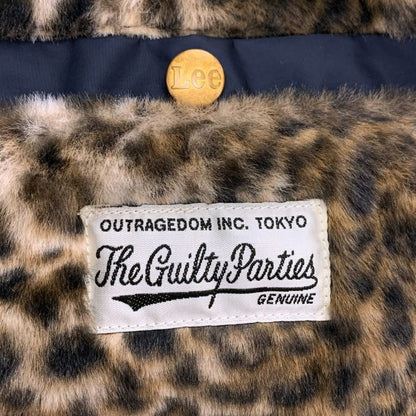 Lee
OUTRAGEDOM INC. TOKYO
The Guilty Parties
GENUINE